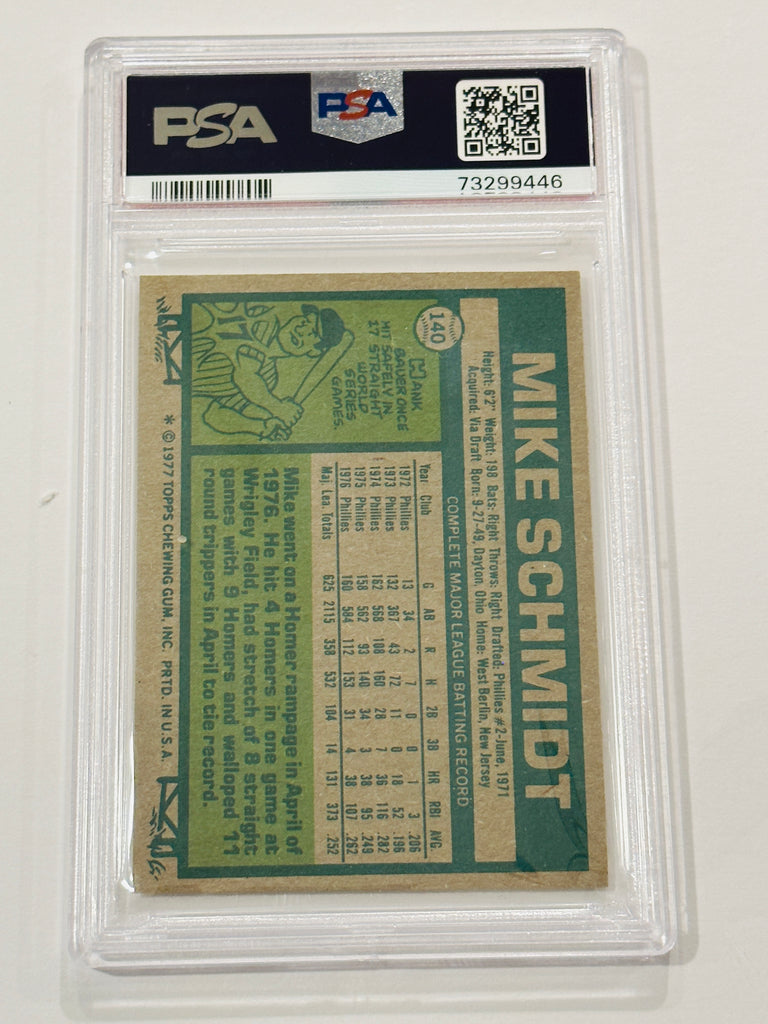 PSA
PSA
73299446
140
MIKE SCHMIDT
Height: 6'2" Weight: 198 Bats: Right Throws: Right Drafted: Phillies #2-June, 1971
Acquired: Via Draft Born: 9-27-49, Dayton, Ohio Home: West Berlin, New Jersey
COMPLETE MAJOR LEAGUE BATTING RECORD
Year Club G AB R H 2B 3B HR RBI AVG.
1972 Phillies 13 34 2 7 0 0 1 3 .206
1973 Phillies 132 367 43 72 11 0 18 52 .196
1974 Phillies 162 568 108 160 28 7 36 116 .282
1975 Phillies 158 562 93 140 34 3 38 95 .249
1976 Phillies 160 584 112 153 31 4 38 107 .262
Maj. Lea. Totals 625 2115 358 532 104 14 131 373 .252
HANK
BAUER ONCE
HIT SAFELY IN
17 STRAIGHT
WORLD
SERIES
GAMES.
17
Mike went on a Homer rampage in April of
1976. He hit 4 Homers in one game at
Wrigley Field, had stretch of 8 straight
games with 9 Homers and walloped 11
round trippers in April to tie record.
* © 1977 TOPPS CHEWING GUM, INC. PRTD. IN U.S.A.